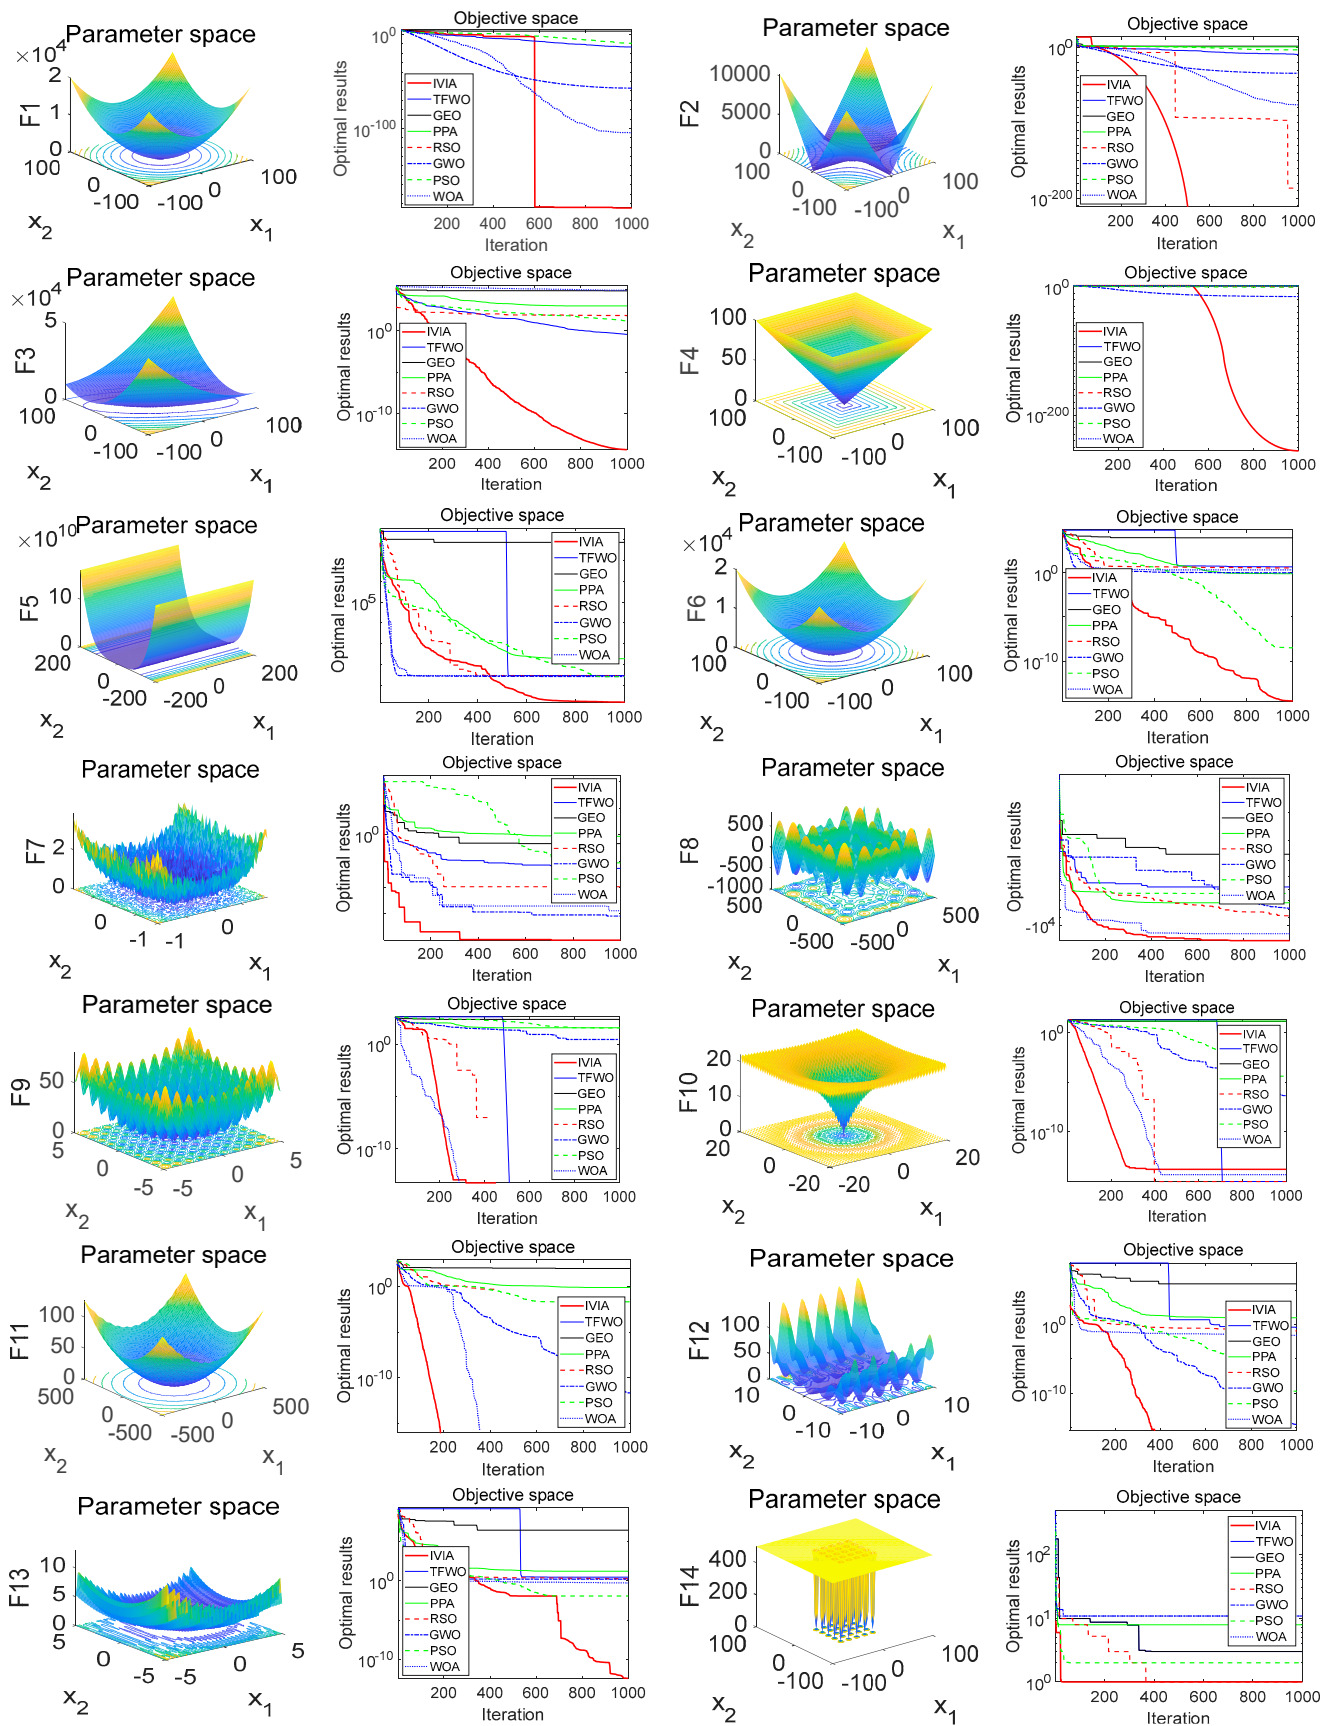 Parameter space
×10^4
F1
2
1
0
100
0
-100
-100
0
100
x2
x1
Objective space
Optimal results
10^0
10^-100
IVIA
TFWO
GEO
PPA
RSO
GWO
PSO
WOA
200 400 600 800 1000
Iteration
Parameter space
F2
10000
5000
0
100
0
-100
-100
0
100
x2
x1
Objective space
Optimal results
10^0
10^-200
IVIA
TFWO
GEO
PPA
RSO
GWO
PSO
WOA
200 400 600 800 1000
Iteration
Parameter space
×10^4
F3
5
0
100
0
-100
-100
0
100
x2
x1
Objective space
Optimal results
10^0
10^-10
IVIA
TFWO
GEO
PPA
RSO
GWO
PSO
WOA
200 400 600 800 1000
Iteration
Parameter space
F4
100
50
0
100
0
-100
-100
0
100
x2
x1
Objective space
Optimal results
10^0
10^-200
IVIA
TFWO
GEO
PPA
RSO
GWO
PSO
WOA
200 400 600 800 1000
Iteration
Parameter space
×10^10
F5
10
5
0
200
0
-200
-200
0
200
x2
x1
Objective space
Optimal results
10^5
IVIA
TFWO
GEO
PPA
RSO
GWO
PSO
WOA
200 400 600 800 1000
Iteration
Parameter space
×10^4
F6
2
1
0
100
0
-100
-100
0
100
x2
x1
Objective space
Optimal results
10^0
10^-10
IVIA
TFWO
GEO
PPA
RSO
GWO
PSO
WOA
200 400 600 800 1000
Iteration
Parameter space
F7
2
0
0
-1
-1
0
x2
x1
Objective space
Optimal results
10^0
IVIA
TFWO
GEO
PPA
RSO
GWO
PSO
WOA
200 400 600 800 1000
Iteration
Parameter space
F8
500
0
-500
-1000
500
0
-500
-500
0
500
x2
x1
Objective space
Optimal results
-10^4
IVIA
TFWO
GEO
PPA
RSO
GWO
PSO
WOA
200 400 600 800 1000
Iteration
Parameter space
F9
50
0
5
0
-5
-5
0
5
x2
x1
Objective space
Optimal results
10^0
10^-10
IVIA
TFWO
GEO
PPA
RSO
GWO
PSO
WOA
200 400 600 800 1000
Iteration
Parameter space
F10
20
10
0
20
0
-20
-20
0
20
x2
x1
Objective space
Optimal results
10^0
10^-10
IVIA
TFWO
GEO
PPA
RSO
GWO
PSO
WOA
200 400 600 800 1000
Iteration
Parameter space
F11
100
50
0
500
0
-500
-500
0
500
x2
x1
Objective space
Optimal results
10^0
10^-10
IVIA
TFWO
GEO
PPA
RSO
GWO
PSO
WOA
200 400 600 800 1000
Iteration
Parameter space
F12
100
50
0
10
0
-10
-10
0
10
x2
x1
Objective space
Optimal results
10^0
10^-10
IVIA
TFWO
GEO
PPA
RSO
GWO
PSO
WOA
200 400 600 800 1000
Iteration
Parameter space
F13
10
5
0
5
0
-5
-5
0
5
x2
x1
Objective space
Optimal results
10^0
10^-10
IVIA
TFWO
GEO
PPA
RSO
GWO
PSO
WOA
200 400 600 800 1000
Iteration
Parameter space
F14
400
200
0
100
0
-100
-100
0
100
x2
x1
Objective space
Optimal results
10^2
10^1
10^0
IVIA
TFWO
GEO
RSO
GWO
PSO
WOA
200 400 600 800 1000
Iteration